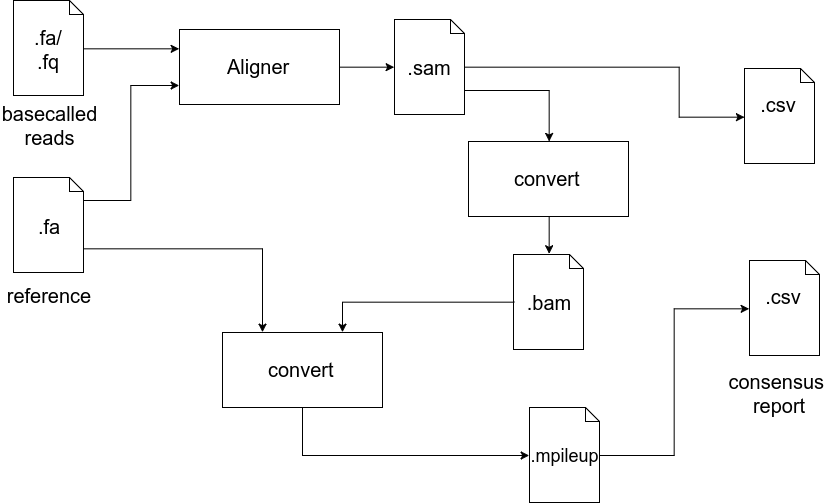 .fa/
.fq
basecalled
reads
Aligner
.sam
.csv
convert
.fa
reference
.bam
.csv
consensus
report
convert
.mpileup